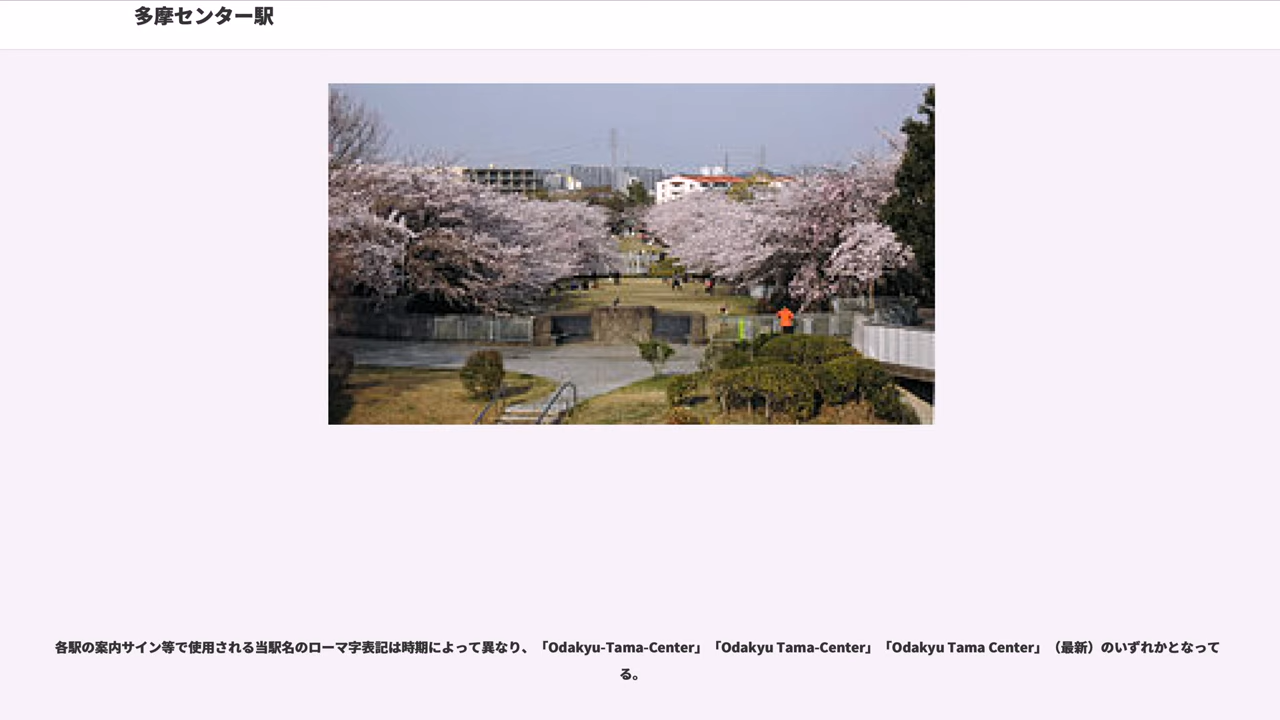 多摩センター駅
各駅の案内サイン等で使用される当駅名のローマ字表記は時期によって異なり、「Odakyu-Tama-Center」「Odakyu Tama-Center」「Odakyu Tama Center」（最新）のいずれかとなって
る。